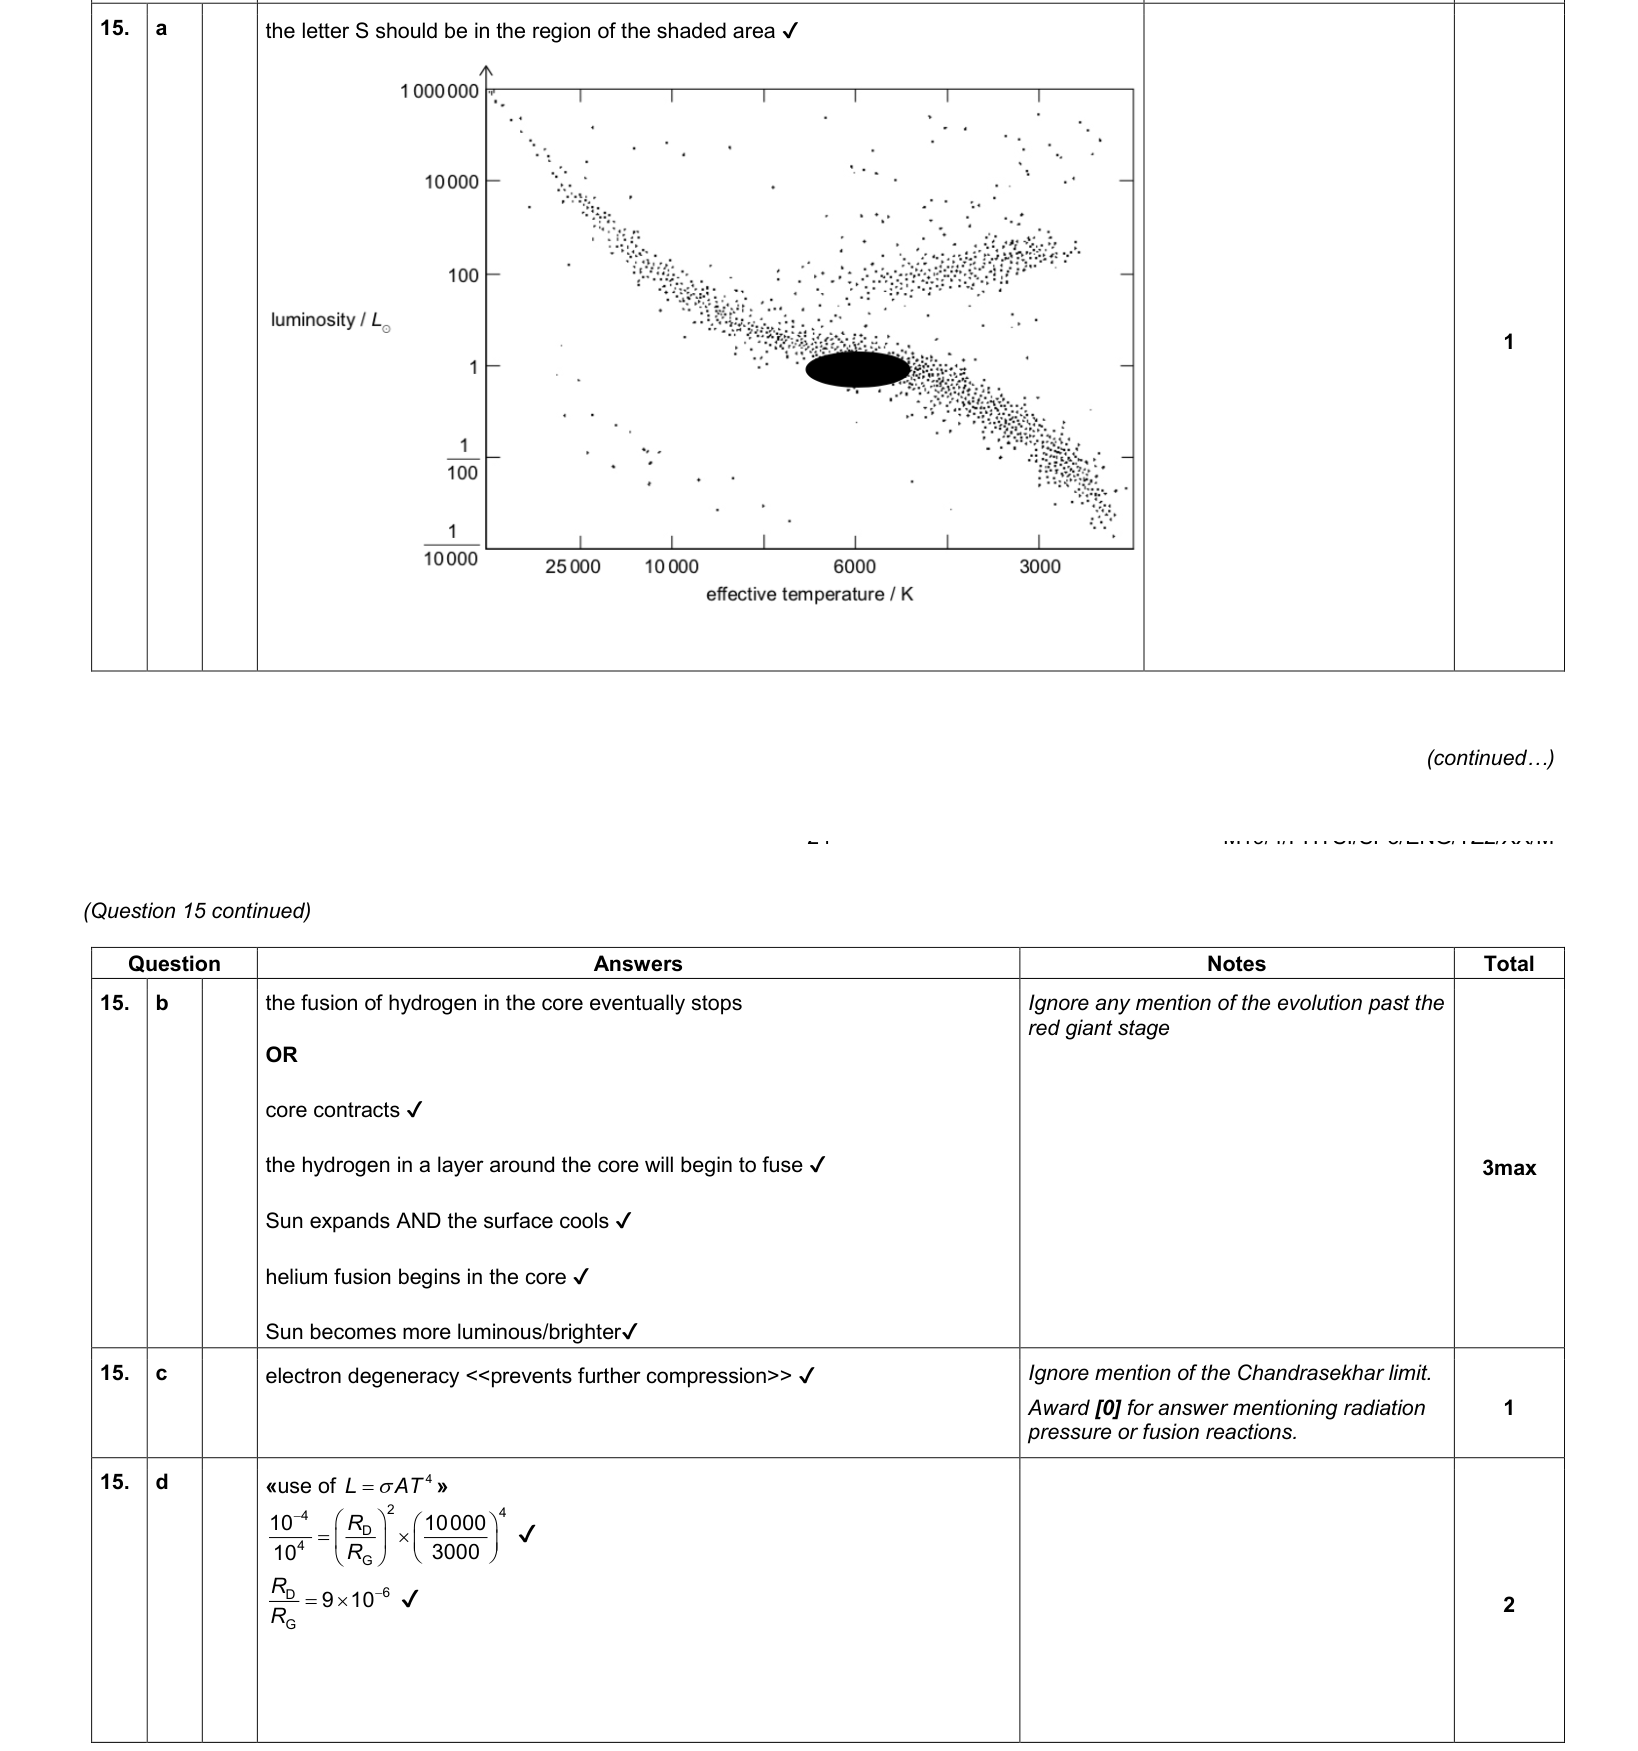 15. a the letter S should be in the region of the shaded area ✓
1 000 000
10 000
100
luminosity / L☉
1
1
100
1
10 000
25 000 10 000 6000 3000
effective temperature / K
1
(continued…)
(Question 15 continued)
Question Answers Notes Total
15. b the fusion of hydrogen in the core eventually stops
OR
core contracts ✓
the hydrogen in a layer around the core will begin to fuse ✓
Sun expands AND the surface cools ✓
helium fusion begins in the core ✓
Sun becomes more luminous/brighter✓
Ignore any mention of the evolution past the
red giant stage
3max
15. c electron degeneracy <<prevents further compression>> ✓
Ignore mention of the Chandrasekhar limit.
Award [0] for answer mentioning radiation
pressure or fusion reactions.
1
15. d «use of L = σAT⁴»
10⁻⁴/10⁴ = (R_D/R_G)² × (10 000/3000)⁴ ✓
R_D/R_G = 9×10⁻⁶ ✓
2